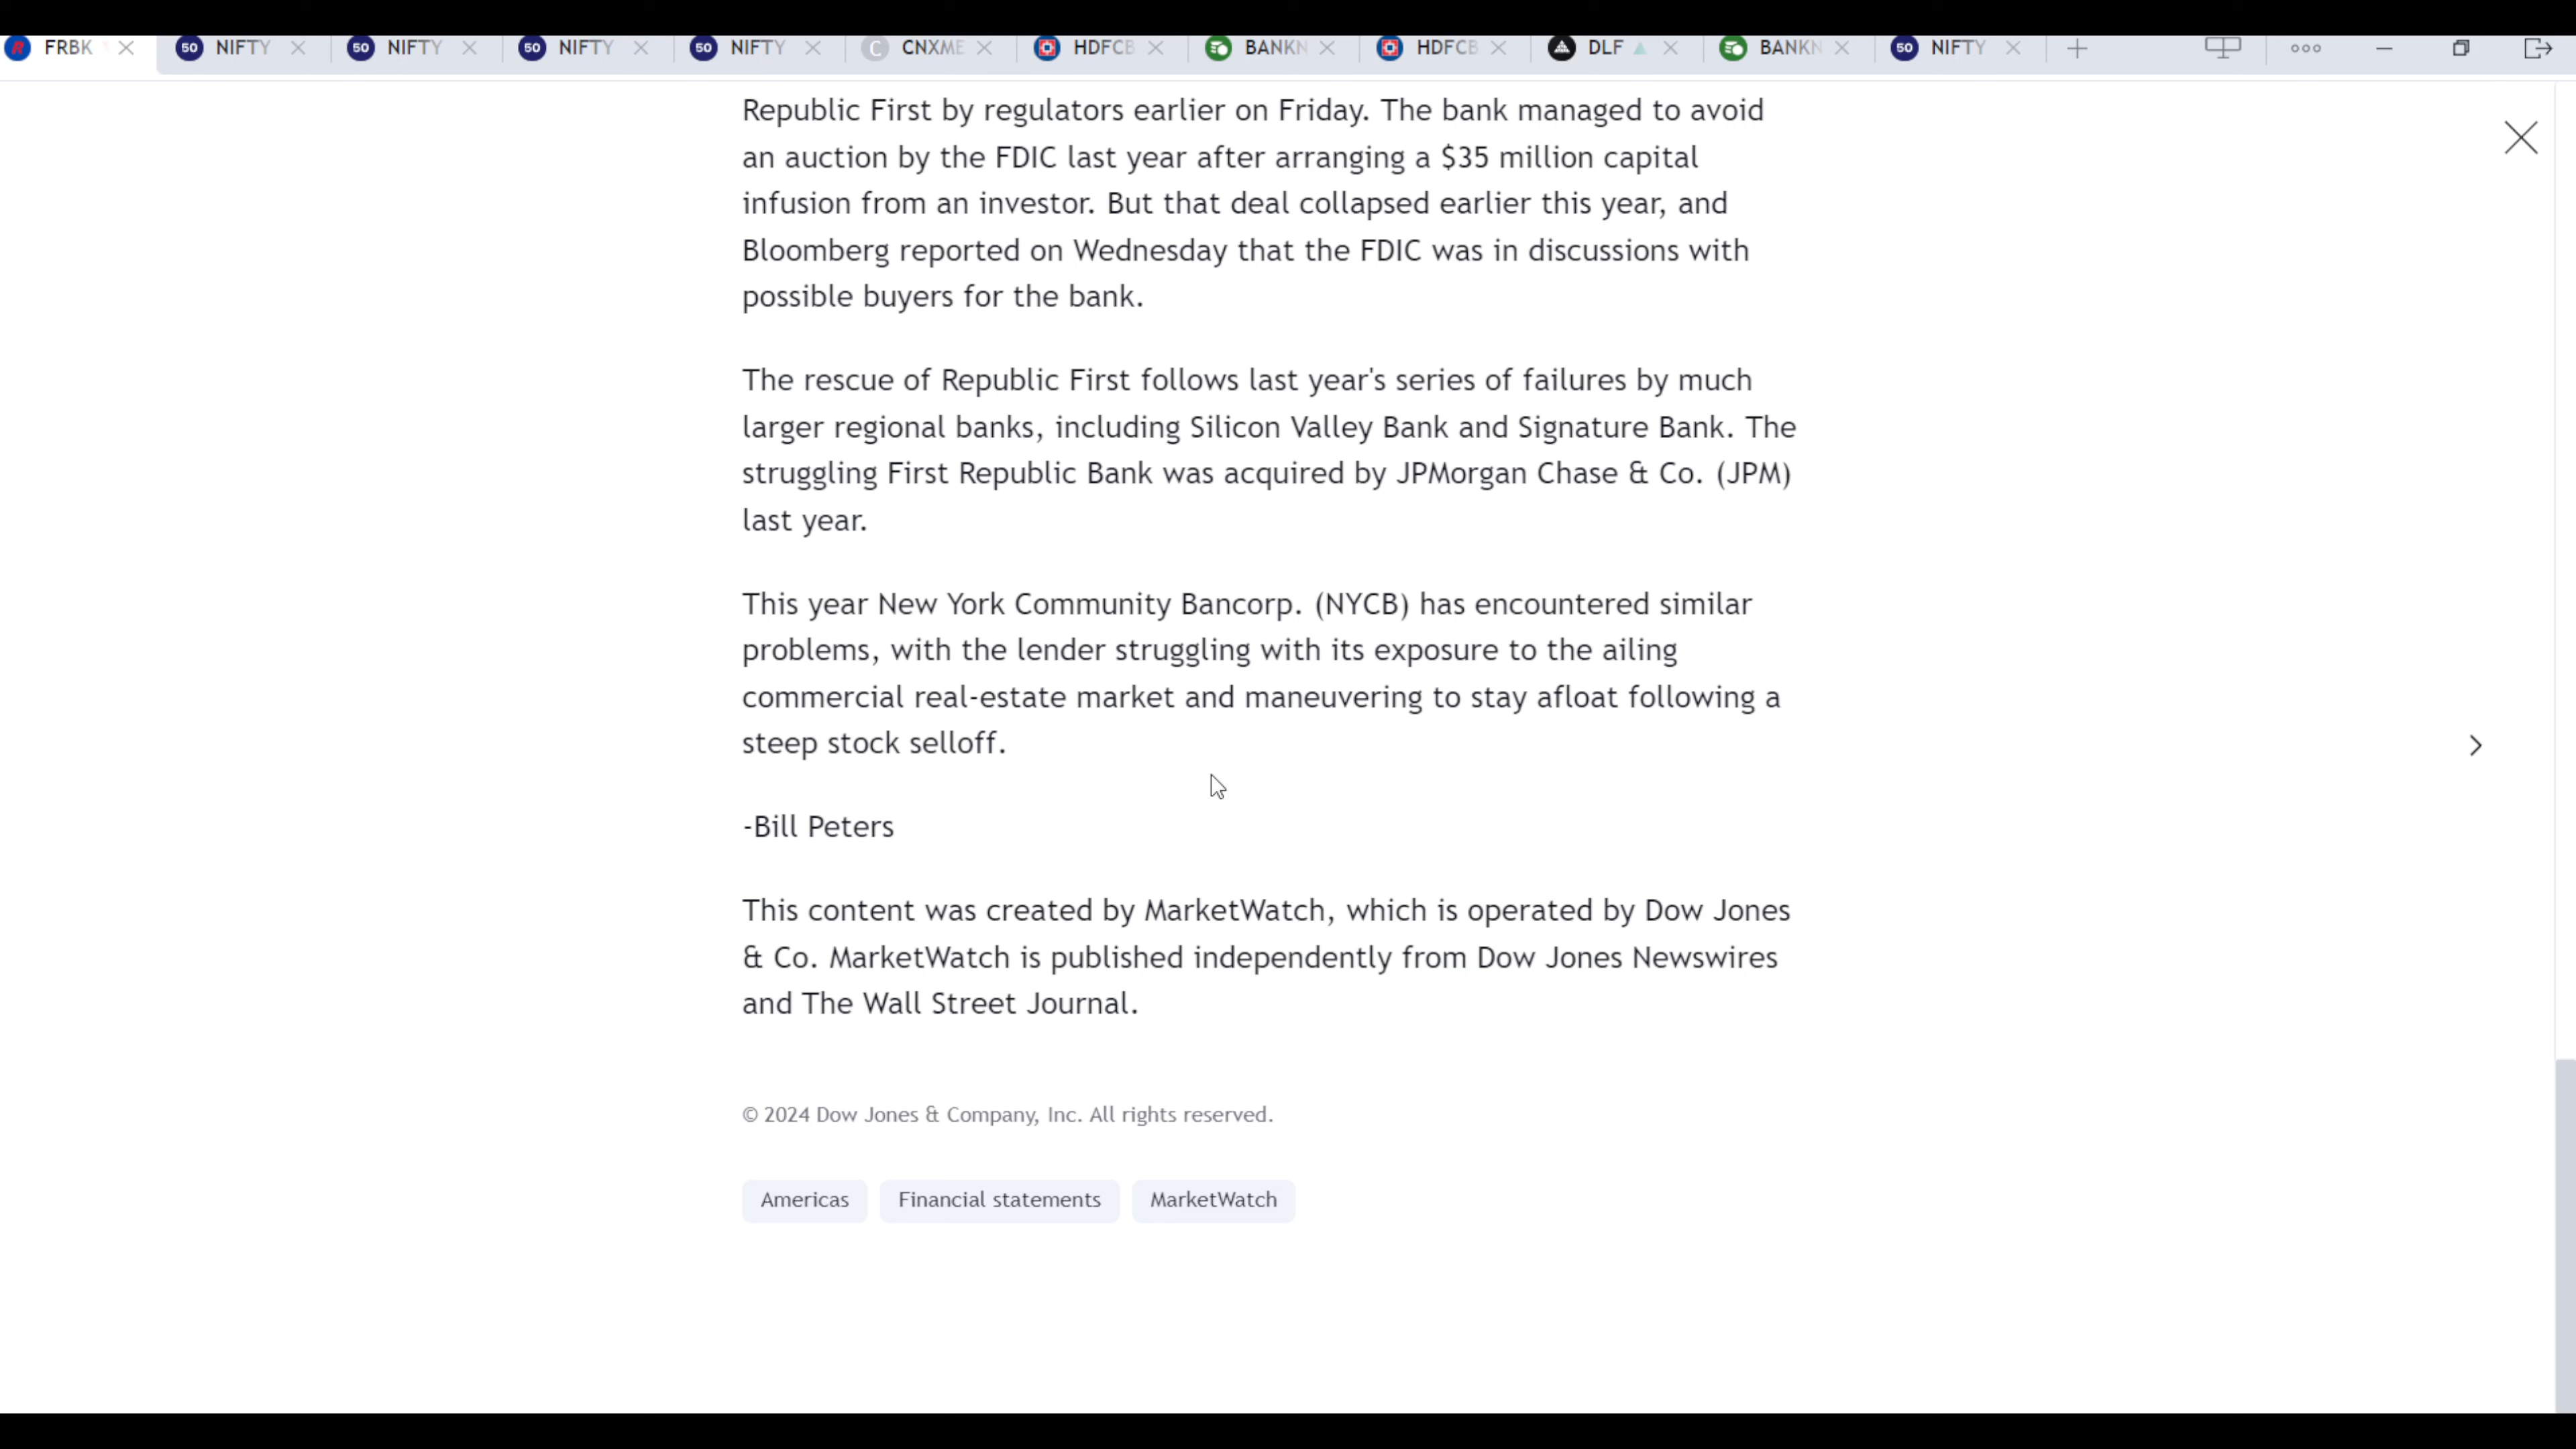 FRBK
50 NIFTY
50 NIFTY
50 NIFTY
50 NIFTY
C CNXME
HDFCB
BANKN
HDFCB
DLF
BANKN
50 NIFTY
Republic First by regulators earlier on Friday. The bank managed to avoid
an auction by the FDIC last year after arranging a $35 million capital
infusion from an investor. But that deal collapsed earlier this year, and
Bloomberg reported on Wednesday that the FDIC was in discussions with
possible buyers for the bank.
The rescue of Republic First follows last year's series of failures by much
larger regional banks, including Silicon Valley Bank and Signature Bank. The
struggling First Republic Bank was acquired by JPMorgan Chase & Co. (JPM)
last year.
This year New York Community Bancorp. (NYCB) has encountered similar
problems, with the lender struggling with its exposure to the ailing
commercial real-estate market and maneuvering to stay afloat following a
steep stock selloff.
-Bill Peters
This content was created by MarketWatch, which is operated by Dow Jones
& Co. MarketWatch is published independently from Dow Jones Newswires
and The Wall Street Journal.
© 2024 Dow Jones & Company, Inc. All rights reserved.
Americas
Financial statements
MarketWatch